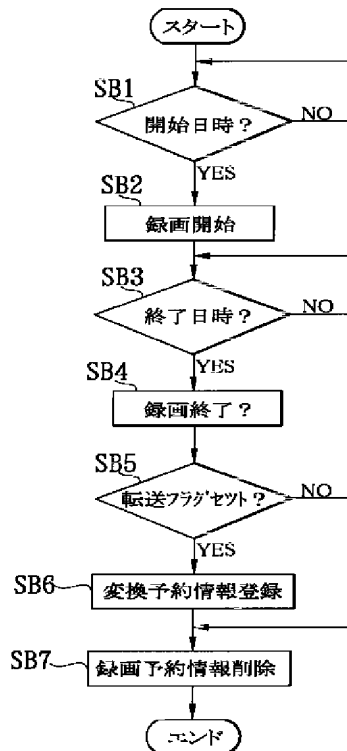 スタート
SB1
開始日時？
NO
YES
SB2
録画開始
SB3
終了日時？
NO
YES
SB4
録画終了？
SB5
転送フラグセット？
NO
YES
SB6
変換予約情報登録
SB7
録画予約情報削除
エンド